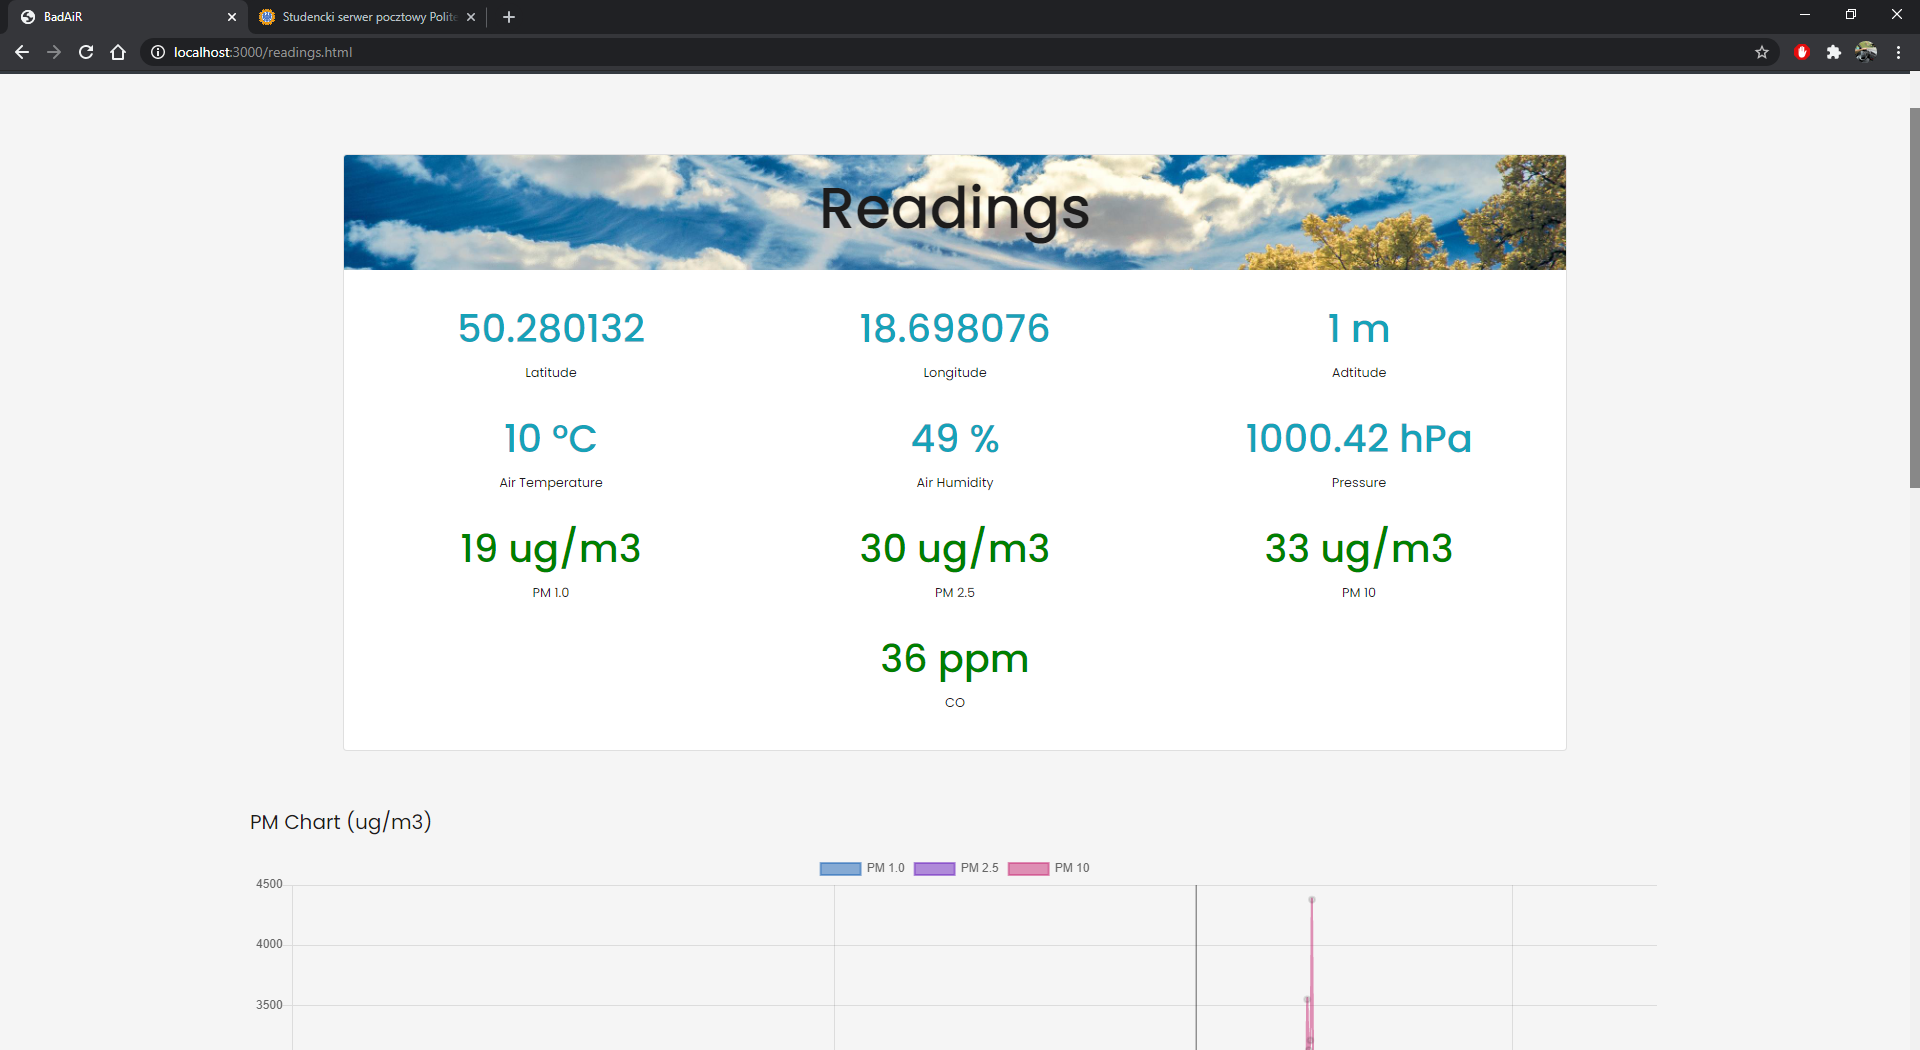 BadAiR
Studencki serwer pocztowy Polite
localhost:3000/readings.html
Readings
50.280132
18.698076
1 m
Latitude
Longitude
Adtitude
10 °C
49 %
1000.42 hPa
Air Temperature
Air Humidity
Pressure
19 ug/m3
30 ug/m3
33 ug/m3
PM 1.0
PM 2.5
PM 10
36 ppm
CO
PM Chart (ug/m3)
PM 1.0
PM 2.5
PM 10
4500
4000
3500